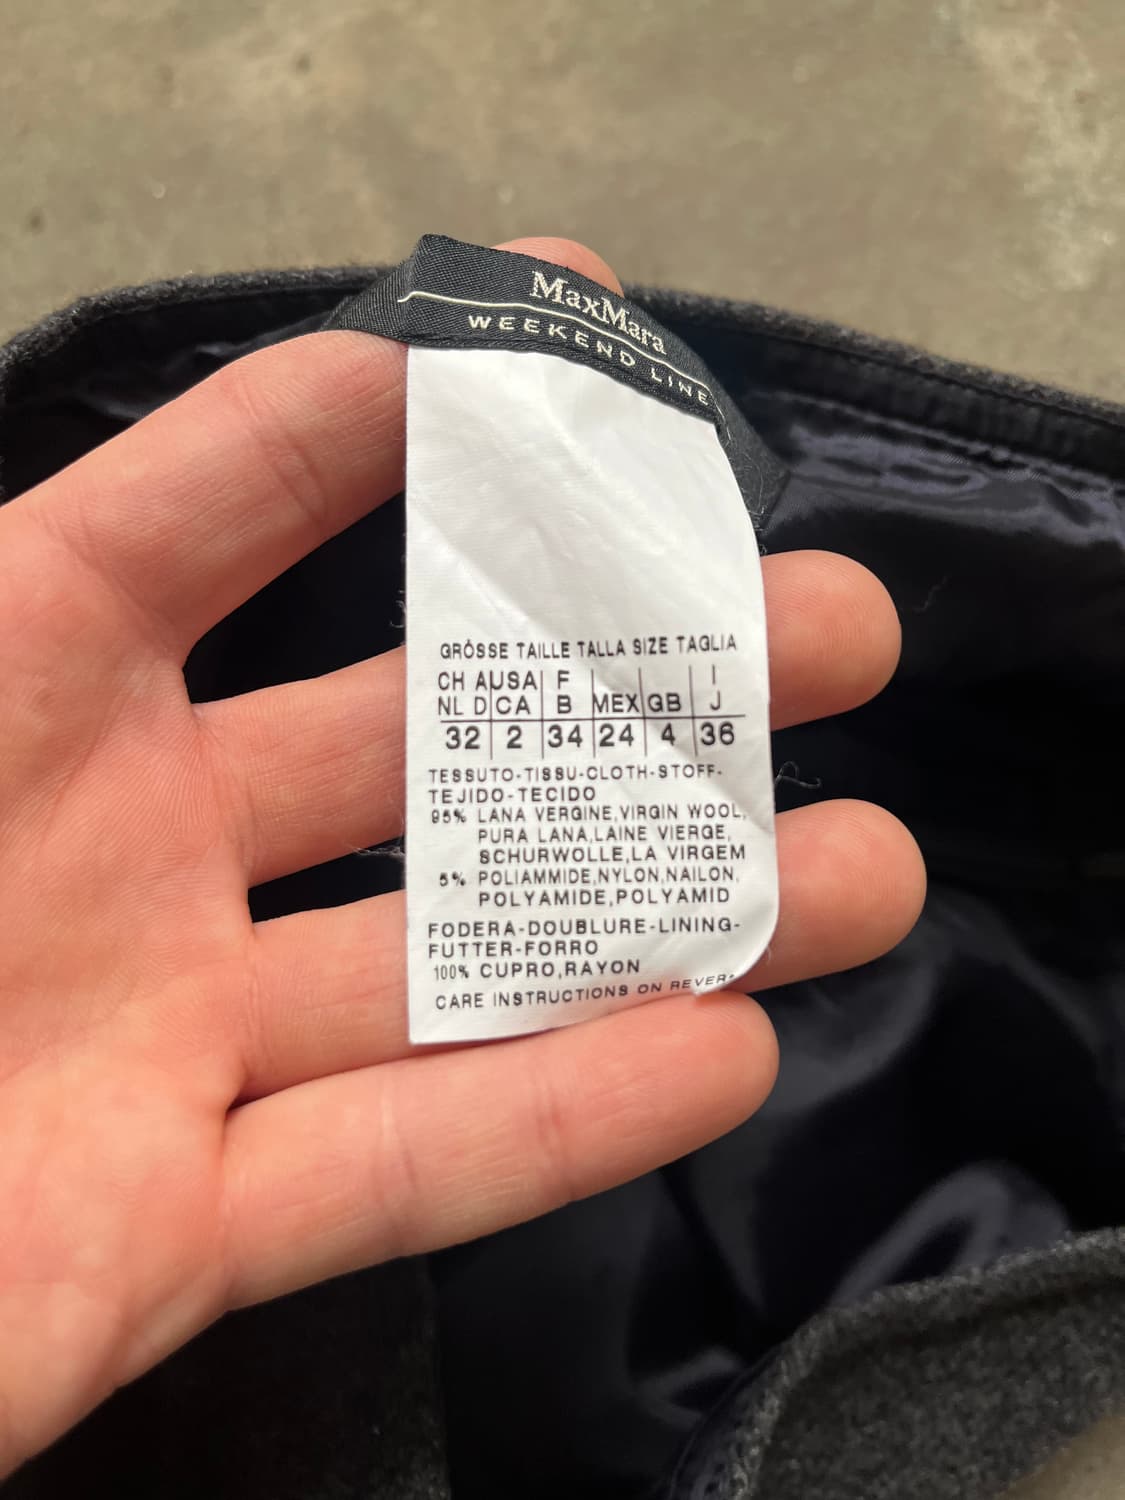 MaxMara
WEEKEND LINE
GRÖSSE TAILLE TALLA SIZE TAGLIA
CH A USA F I
NL D CA B MEX GB J
32 2 34 24 4 36
TESSUTO-TISSU-CLOTH-STOFF-
TEJIDO-TECIDO
95% LANA VERGINE,VIRGIN WOOL,
PURA LANA,LAINE VIERGE,
SCHURWOLLE,LA VIRGEM
5% POLIAMMIDE,NYLON,NAILON,
POLYAMIDE,POLYAMID
FODERA-DOUBLURE-LINING-
FUTTER-FORRO
100% CUPRO,RAYON
CARE INSTRUCTIONS ON